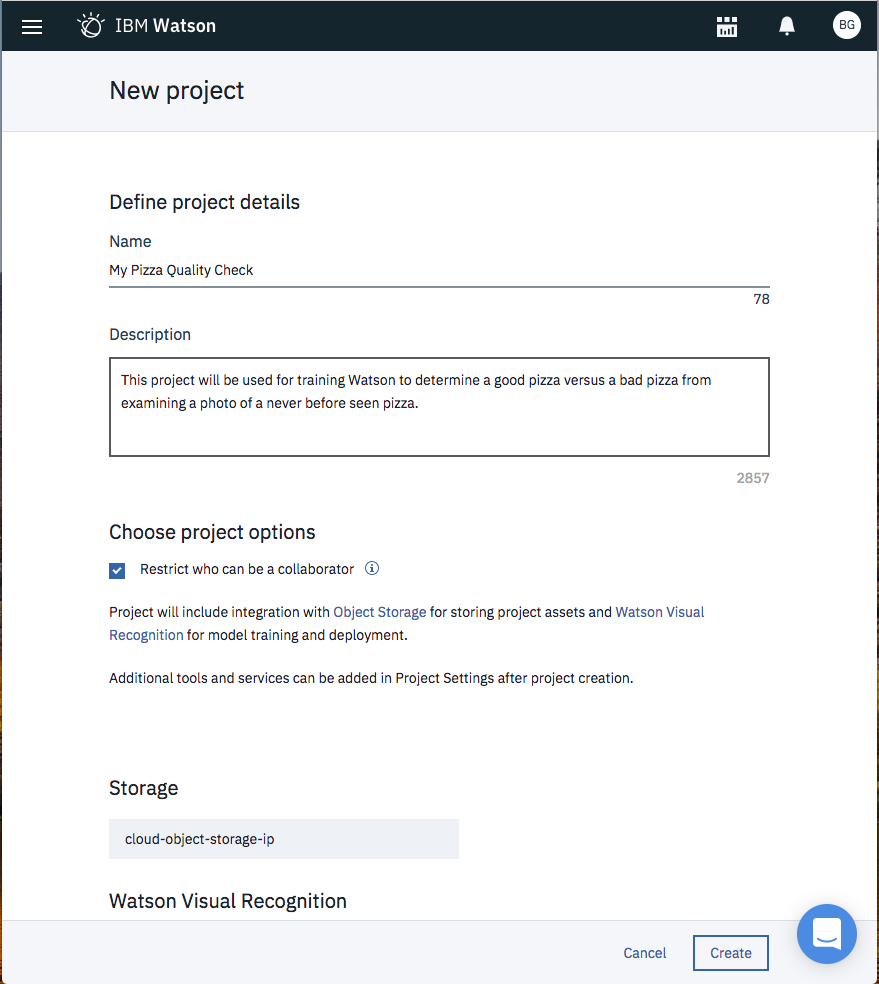 IBM Watson
BG
New project
Define project details
Name
My Pizza Quality Check
78
Description
This project will be used for training Watson to determine a good pizza versus a bad pizza from
examining a photo of a never before seen pizza.
2857
Choose project options
Restrict who can be a collaborator
Project will include integration with Object Storage for storing project assets and Watson Visual
Recognition for model training and deployment.
Additional tools and services can be added in Project Settings after project creation.
Storage
cloud-object-storage-ip
Watson Visual Recognition
Cancel
Create